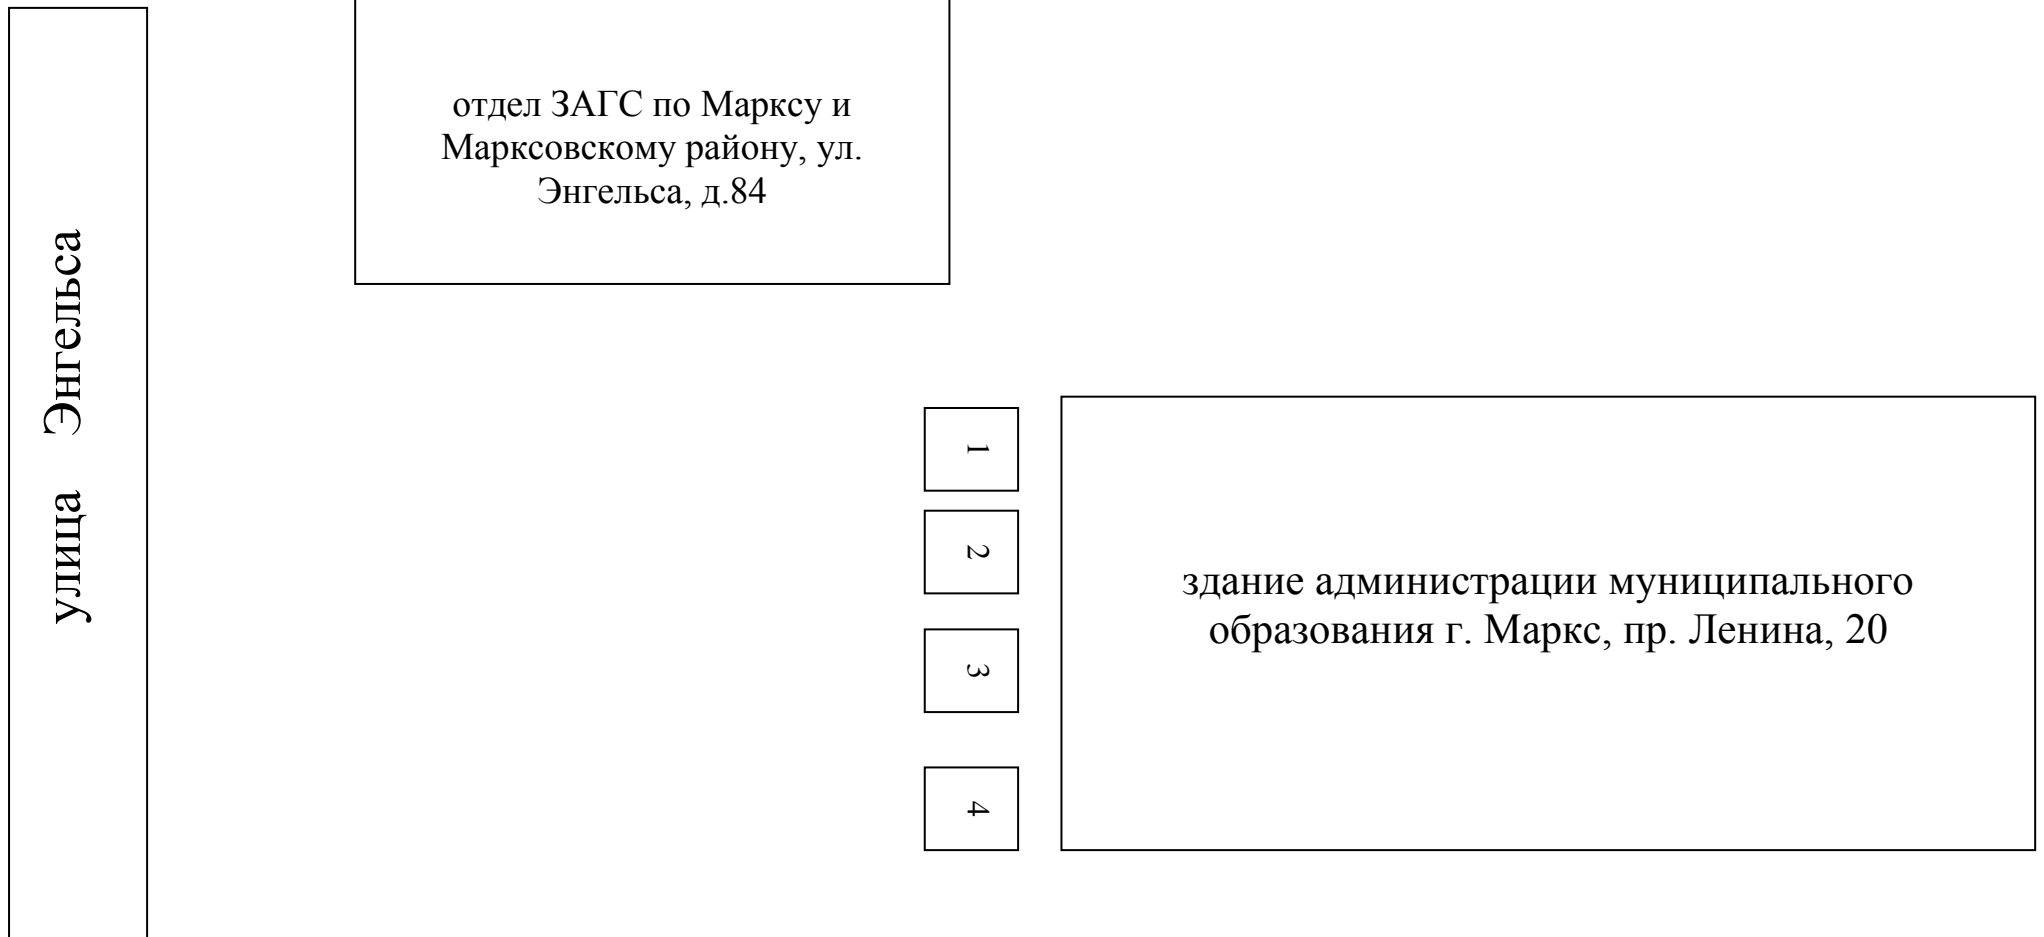 отдел ЗАГС по Марксу и
Марксовскому району, ул.
Энгельса, д.84
улица Энгельса
1
2
3
4
здание администрации муниципального
образования г. Маркс, пр. Ленина, 20